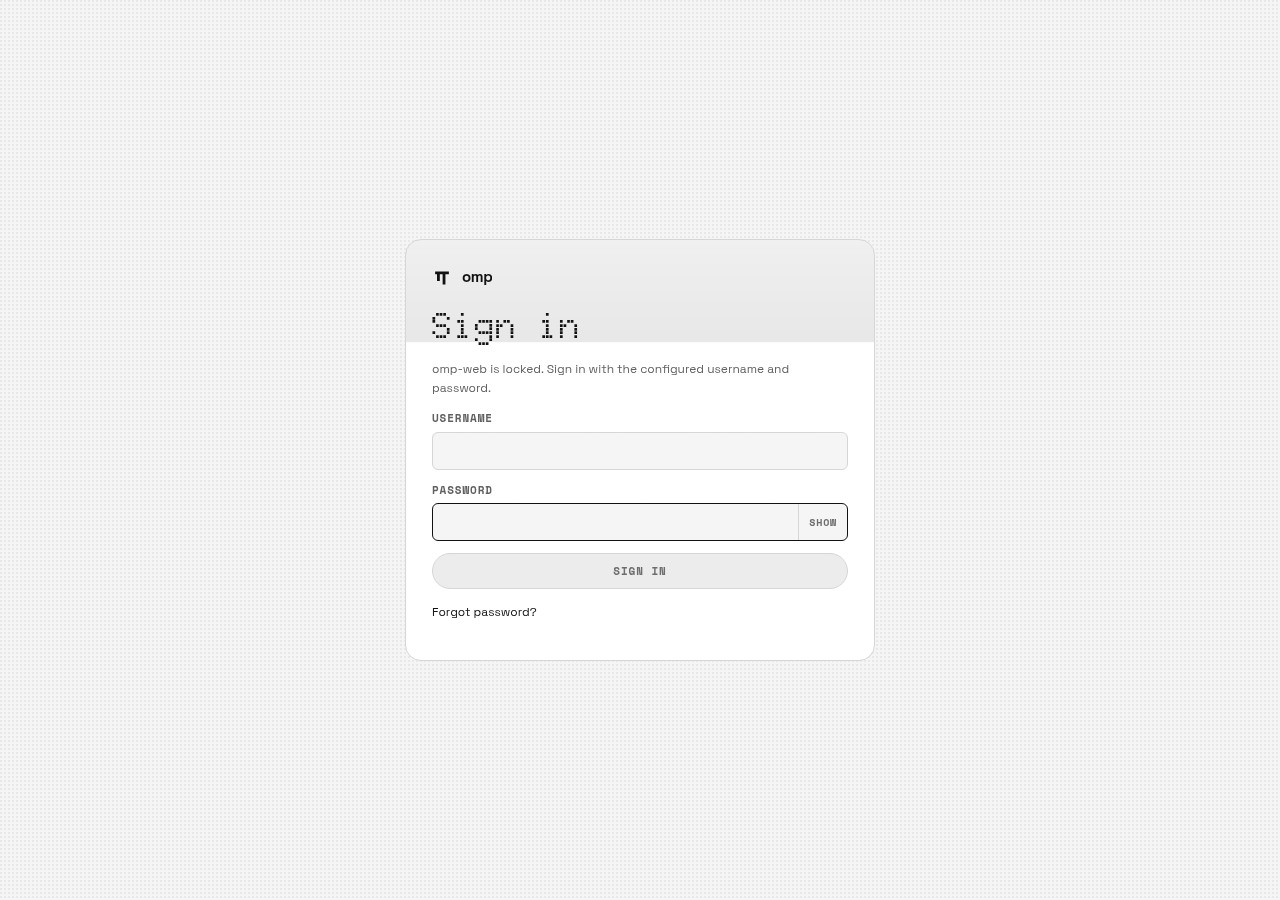 omp
Sign in
omp-web is locked. Sign in with the configured username and
password.
USERNAME
PASSWORD
SHOW
SIGN IN
Forgot password?